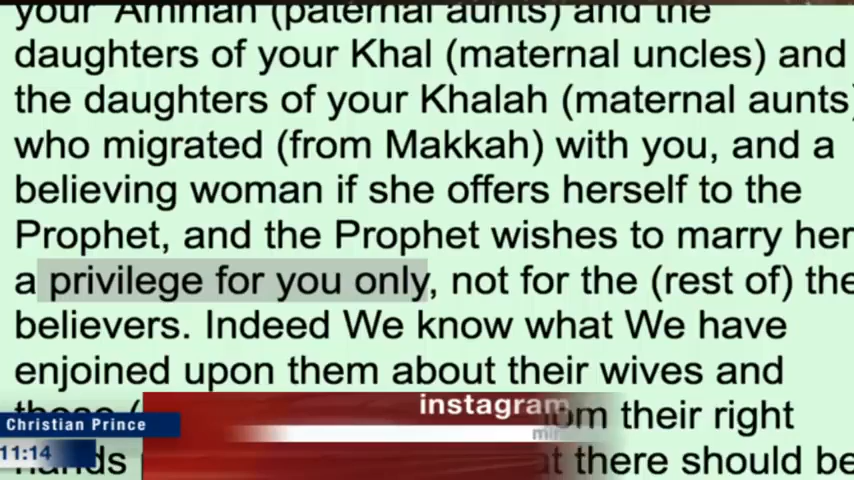 your 'Ammah (paternal aunts) and the
daughters of your Khal (maternal uncles) and
the daughters of your Khalah (maternal aunts)
who migrated (from Makkah) with you, and a
believing woman if she offers herself to the
Prophet, and the Prophet wishes to marry her
a privilege for you only, not for the (rest of) the
believers. Indeed We know what We have
enjoined upon them about their wives and
those ( from their right
hands at there should be
instagram
Christian Prince
11:14